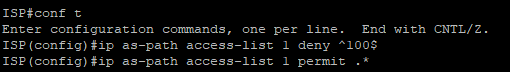 ISP#conf t
Enter configuration commands, one per line.  End with CNTL/Z.
ISP(config)#ip as-path access-list 1 deny ^100$
ISP(config)#ip as-path access-list 1 permit .*